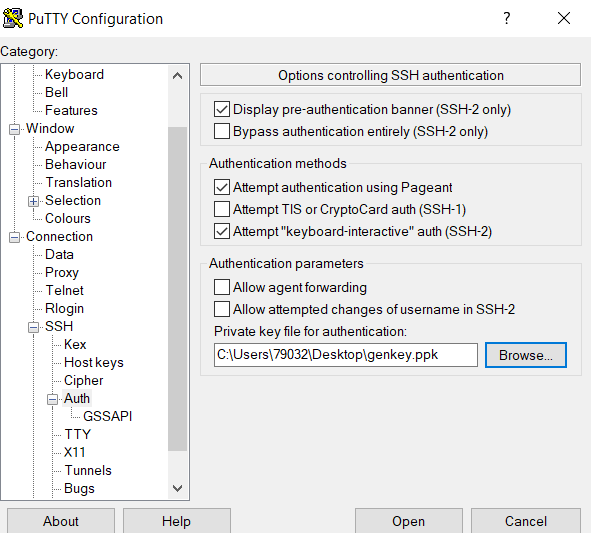 PuTTY Configuration
?
Category:
Keyboard
Bell
Features
Window
Appearance
Behaviour
Translation
Selection
Colours
Connection
Data
Proxy
Telnet
Rlogin
SSH
Kex
Host keys
Cipher
Auth
GSSAPI
TTY
X11
Tunnels
Bugs
Options controlling SSH authentication
Display pre-authentication banner (SSH-2 only)
Bypass authentication entirely (SSH-2 only)
Authentication methods
Attempt authentication using Pageant
Attempt TIS or CryptoCard auth (SSH-1)
Attempt "keyboard-interactive" auth (SSH-2)
Authentication parameters
Allow agent forwarding
Allow attempted changes of username in SSH-2
Private key file for authentication:
C:\Users\79032\Desktop\genkey.ppk
Browse...
About
Help
Open
Cancel